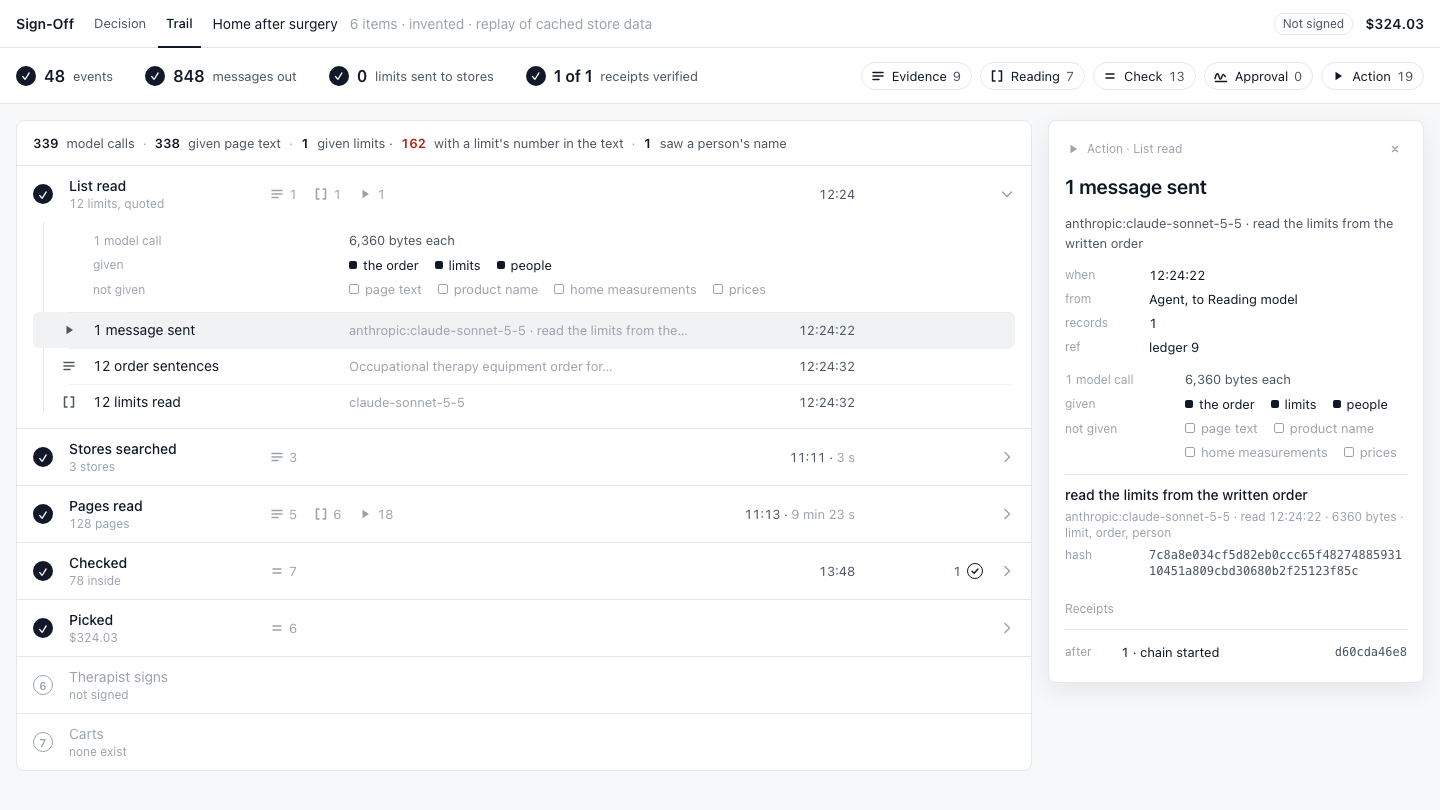 Sign-Off Decision Trail Home after surgery 6 items · invented · replay of cached store data Not signed $324.03
48 events 848 messages out 0 limits sent to stores 1 of 1 receipts verified Evidence 9 Reading 7 Check 13 Approval 0 Action 19
339 model calls · 338 given page text · 1 given limits · 162 with a limit's number in the text · 1 saw a person's name
List read 1 1 1 12:24
12 limits, quoted
1 model call 6,360 bytes each
given the order limits people
not given page text product name home measurements prices
1 message sent anthropic:claude-sonnet-5-5 · read the limits from the... 12:24:22
12 order sentences Occupational therapy equipment order for... 12:24:32
12 limits read claude-sonnet-5-5 12:24:32
Stores searched 3 11:11 · 3 s
3 stores
Pages read 5 6 18 11:13 · 9 min 23 s
128 pages
Checked 7 13:48 1
78 inside
Picked 6
$324.03
6 Therapist signs
not signed
7 Carts
none exist
Action · List read
1 message sent
anthropic:claude-sonnet-5-5 · read the limits from the
written order
when 12:24:22
from Agent, to Reading model
records 1
ref ledger 9
1 model call 6,360 bytes each
given the order limits people
not given page text product name
home measurements prices
read the limits from the written order
anthropic:claude-sonnet-5-5 · read 12:24:22 · 6360 bytes ·
limit, order, person
hash 7c8a8e034cf5d82eb0ccc65f48274885931
10451a809cbd30680b2f25123f85c
Receipts
after 1 · chain started d60cda46e8